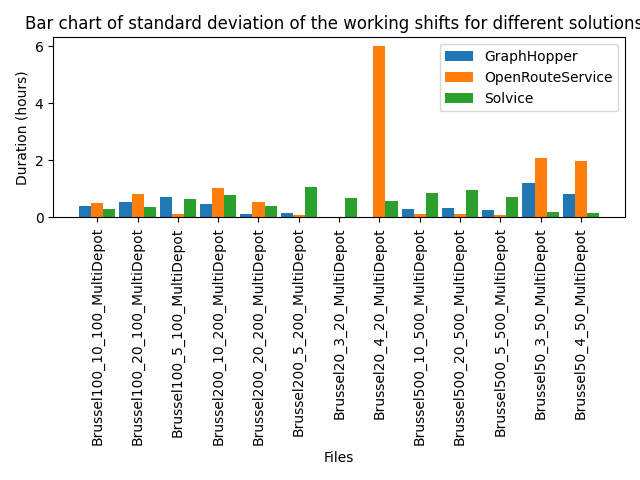 Bar chart of standard deviation of the working shifts for different solutions
Duration (hours)
6
4
2
0
GraphHopper
OpenRouteService
Solvice
Brussel100_10_100_MultiDepot
Brussel100_20_100_MultiDepot
Brussel100_5_100_MultiDepot
Brussel200_10_200_MultiDepot
Brussel200_20_200_MultiDepot
Brussel200_5_200_MultiDepot
Brussel20_3_20_MultiDepot
Brussel20_4_20_MultiDepot
Brussel500_10_500_MultiDepot
Brussel500_20_500_MultiDepot
Brussel500_5_500_MultiDepot
Brussel50_3_50_MultiDepot
Brussel50_4_50_MultiDepot
Files